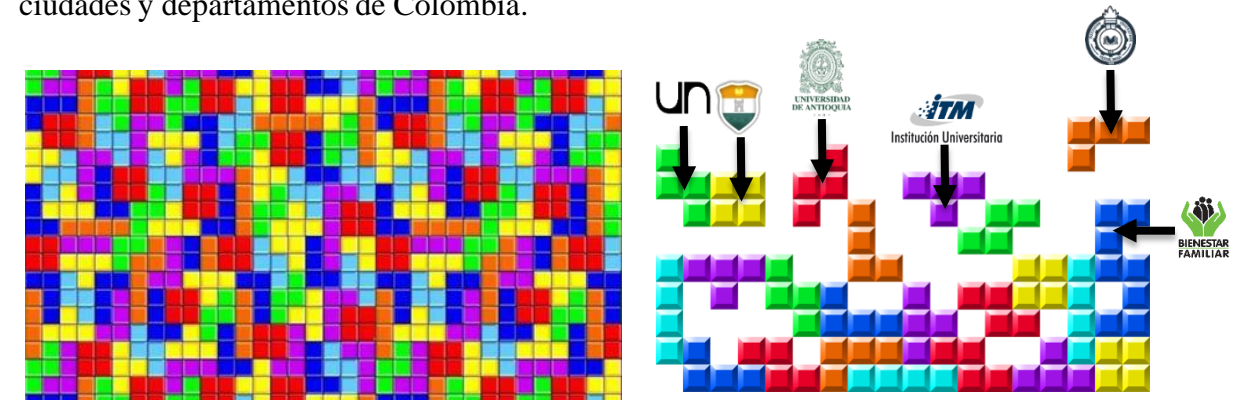 ciudades y departamentos de Colombia.
un
UNIVERSIDAD
DE ANTIOQUIA
iTM
Institución Universitaria
BIENESTAR
FAMILIAR